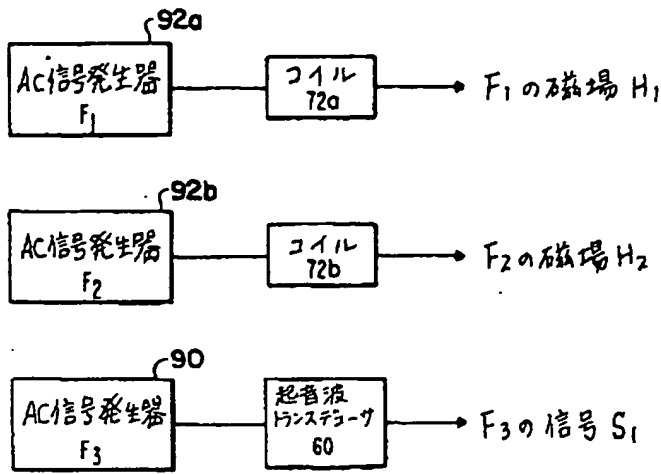 92a
AC信号発生器
F1
コイル
72a
F1の磁場 H1
92b
AC信号発生器
F2
コイル
72b
F2の磁場 H2
90
AC信号発生器
F3
起音波
トランスデューサ
60
F3の信号 S1